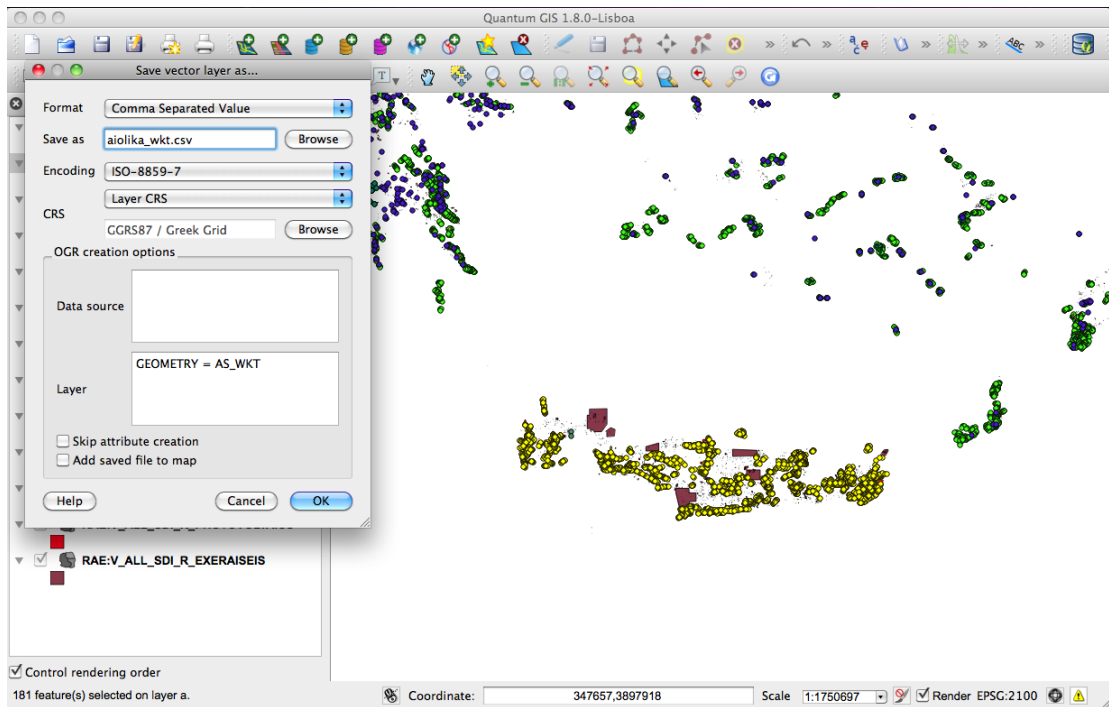 Quantum GIS 1.8.0-Lisboa
ABC
T
Save vector layer as...
Format Comma Separated Value
Save as aiolika_wkt.csv Browse
Encoding ISO-8859-7
Layer CRS
CRS
GGRS87 / Greek Grid Browse
OGR creation options
Data source
GEOMETRY = AS_WKT
Layer
Skip attribute creation
Add saved file to map
Help Cancel OK
RAE:V_ALL_SDI_R_EXERAISEIS
Control rendering order
181 feature(s) selected on layer a. Coordinate: 347657,3897918 Scale 1:1750697 Render EPSG:2100